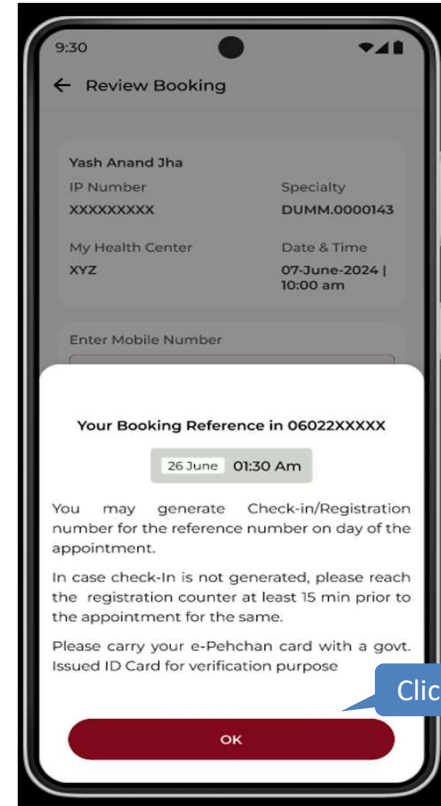 9:30
Review Booking
Yash Anand Jha
IP Number Specialty
XXXXXXXXX DUMM.0000143
My Health Center Date & Time
XYZ 07-June-2024 |
10:00 am
Enter Mobile Number
Your Booking Reference in 06022XXXXX
26 June 01:30 Am
You may generate Check-in/Registration
number for the reference number on day of the
appointment.
In case check-In is not generated, please reach
the registration counter at least 15 min prior to
the appointment for the same.
Please carry your e-Pehchan card with a govt.
Issued ID Card for verification purpose
OK